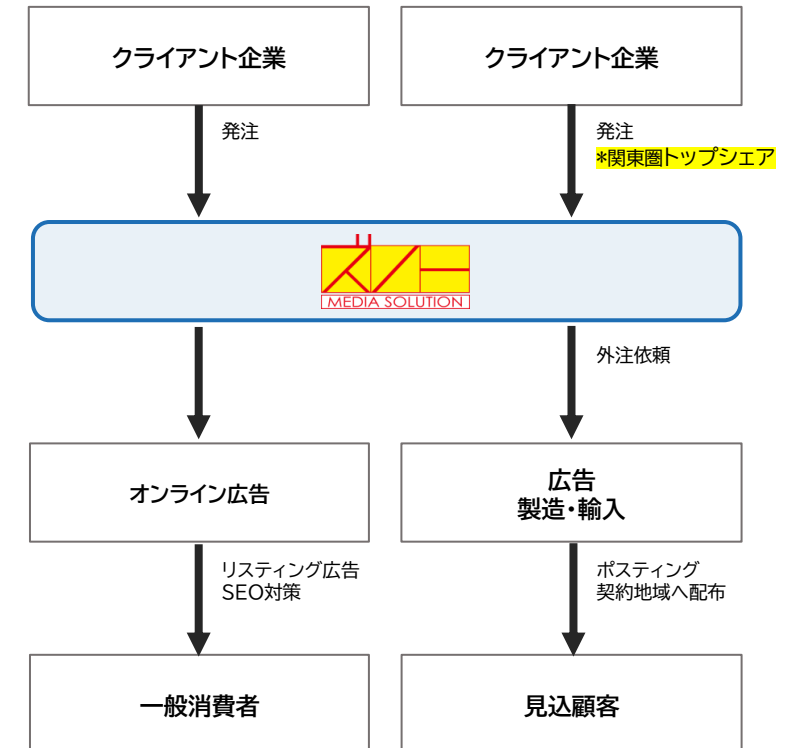 クライアント企業
クライアント企業
発注
発注
*関東圏トップシェア
MEDIA SOLUTION
外注依頼
オンライン広告
広告
製造・輸入
リスティング広告
SEO対策
ポスティング
契約地域へ配布
一般消費者
見込顧客